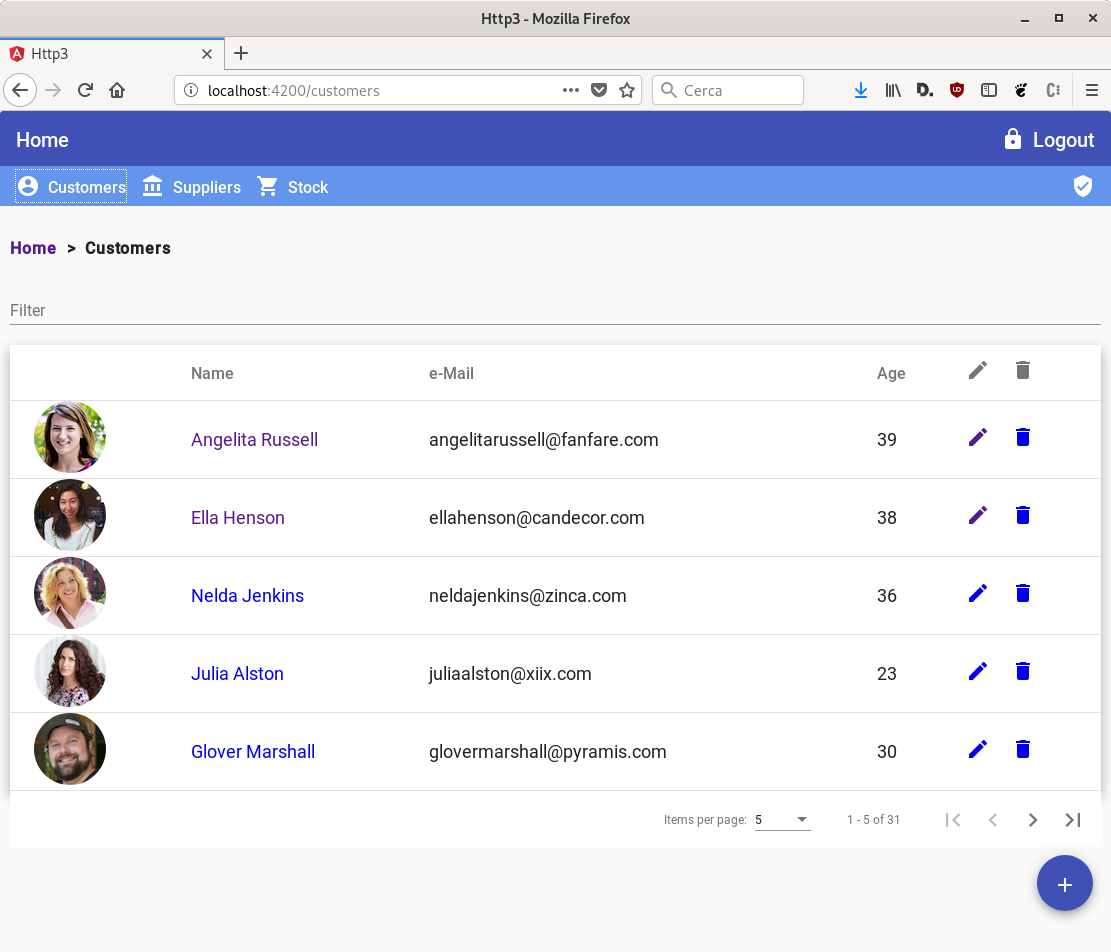 Http3 - Mozilla Firefox
Http3
localhost:4200/customers
Cerca
Home
Logout
Customers
Suppliers
Stock
Home > Customers
Filter
Name e-Mail Age
Angelita Russell angelitarussell@fanfare.com 39
Ella Henson ellahenson@candecor.com 38
Nelda Jenkins neldajenkins@zinca.com 36
Julia Alston juliaalston@xiix.com 23
Glover Marshall glovermarshall@pyramis.com 30
Items per page: 5 1 - 5 of 31